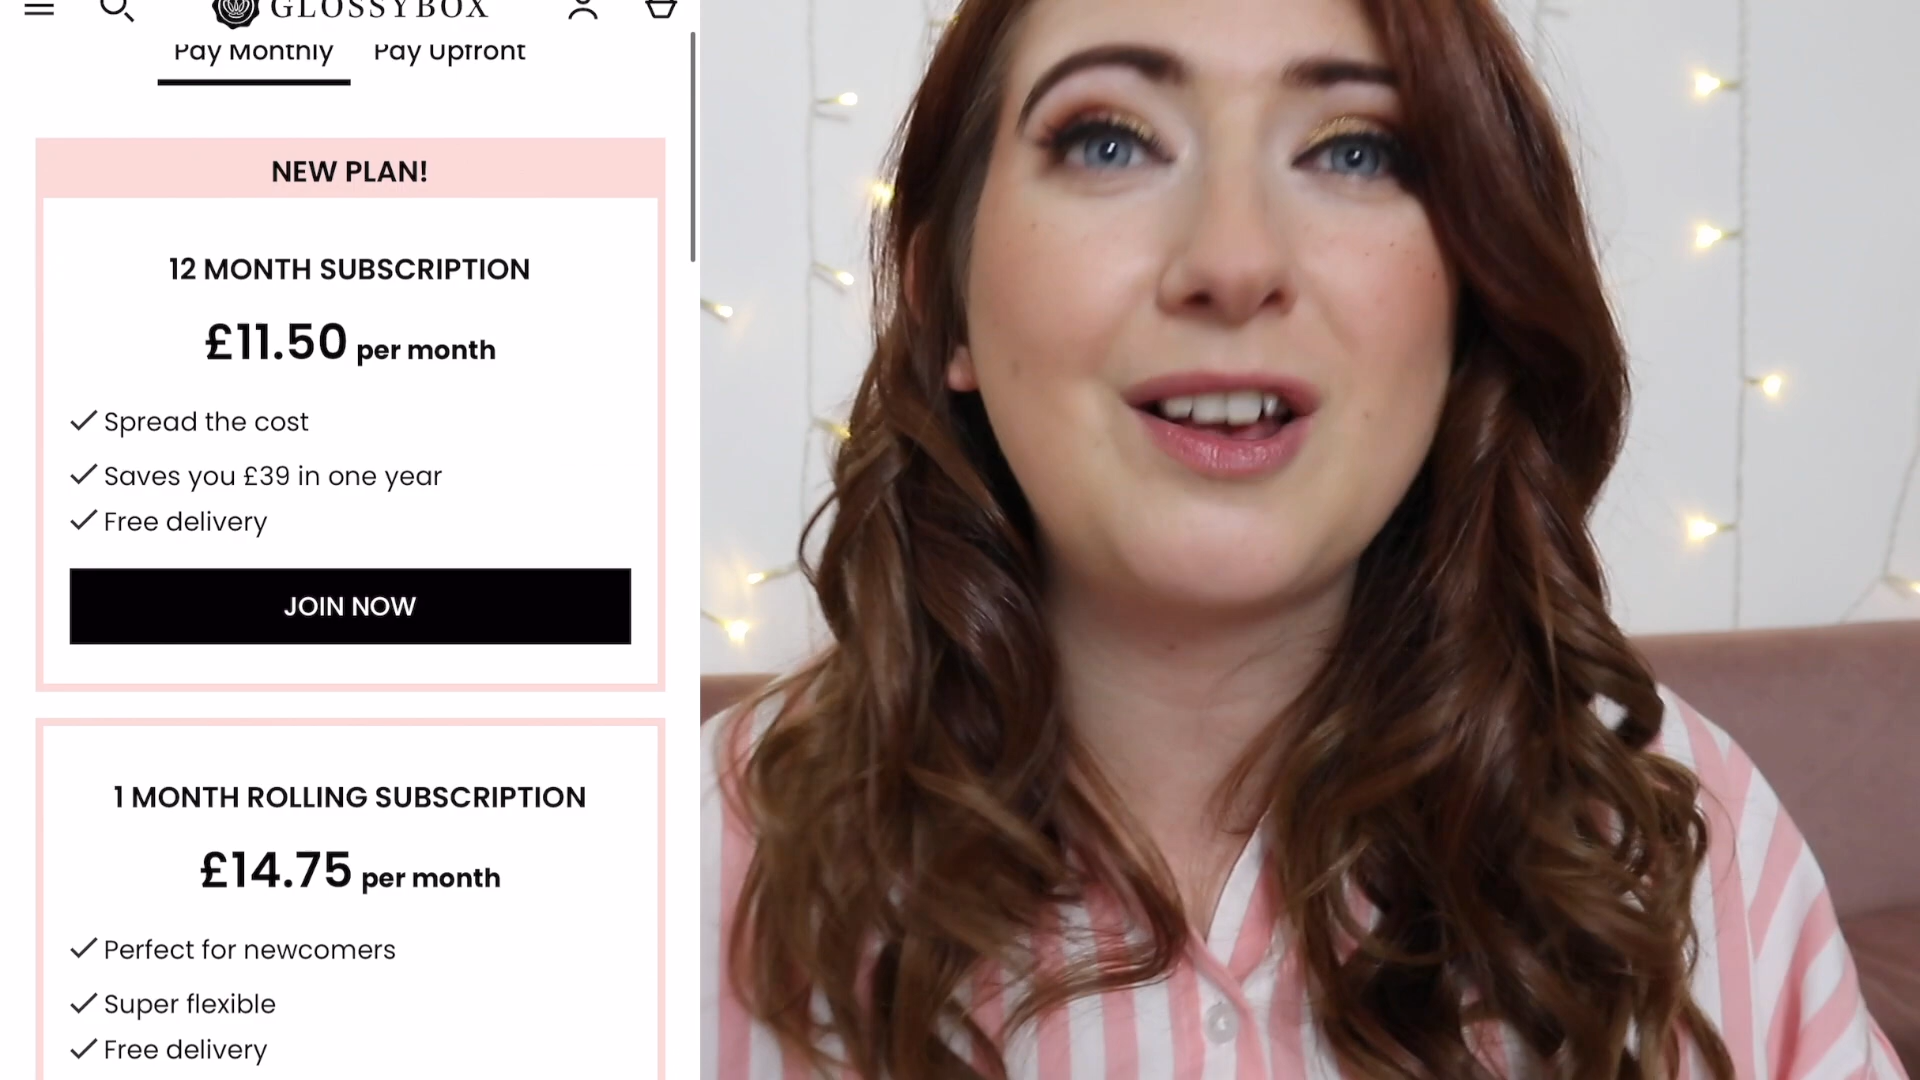 GLOSSYBOX
Pay Monthly
Pay Upfront
NEW PLAN!
12 MONTH SUBSCRIPTION
£11.50 per month
Spread the cost
Saves you £39 in one year
Free delivery
JOIN NOW
1 MONTH ROLLING SUBSCRIPTION
£14.75 per month
Perfect for newcomers
Super flexible
Free delivery